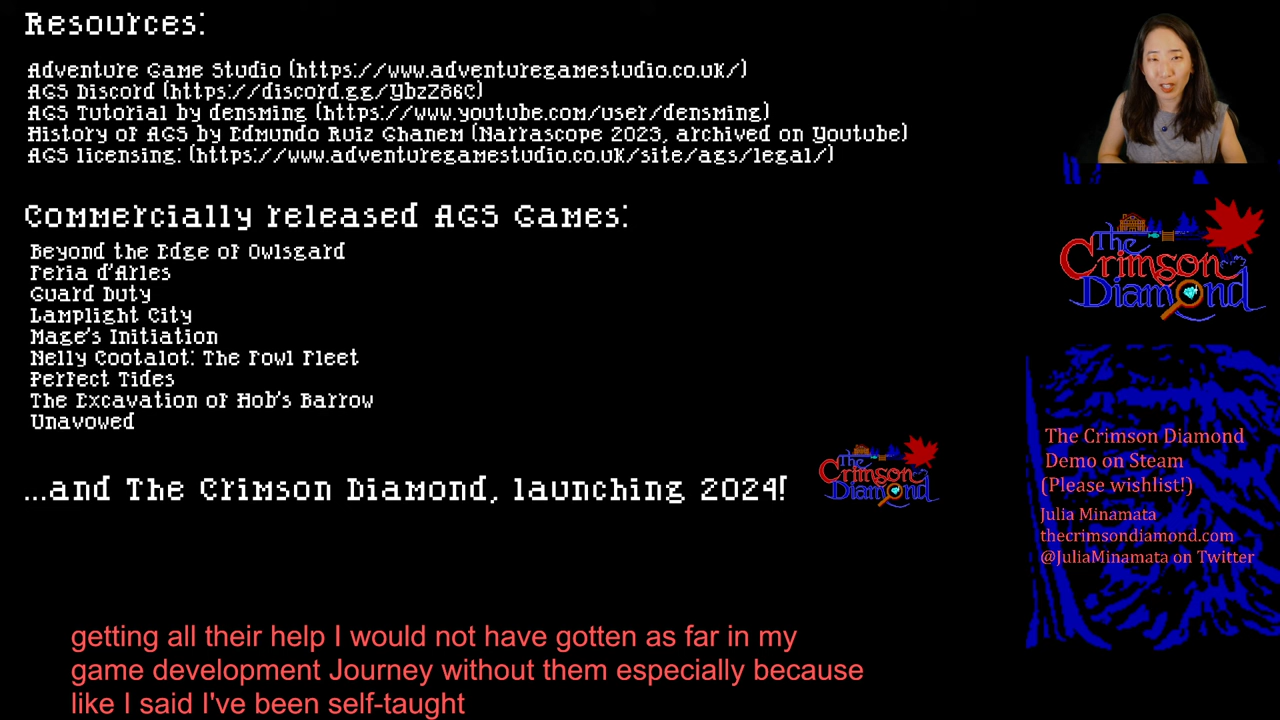 Resources:
Adventure Game Studio (https://www.adventuregamestudio.co.uk/)
AGS Discord (https://discord.gg/YbzZ86C)
AGS Tutorial by densming (https://www.youtube.com/user/densming)
History of AGS by Edmundo Ruiz Ghanem (Narrascope 2023, archived on Youtube)
AGS licensing: (https://www.adventuregamestudio.co.uk/site/ags/legal/)
Commercially released AGS Games:
Beyond the Edge of Owlsgard
Feria d'Arles
Guard Duty
Lamplight City
Mage's Initiation
Nelly Cootalot: The Fowl Fleet
Perfect Tides
The Excavation of Hob's Barrow
Unavowed
...and The Crimson Diamond, launching 2024!
The
Crimson
Diamond
The
Crimson
Diamond
The Crimson Diamond
Demo on Steam
(Please wishlist!)
Julia Minamata
thecrimsondiamond.com
@JuliaMinamata on Twitter
getting all their help I would not have gotten as far in my
game development Journey without them especially because
like I said I've been self-taught